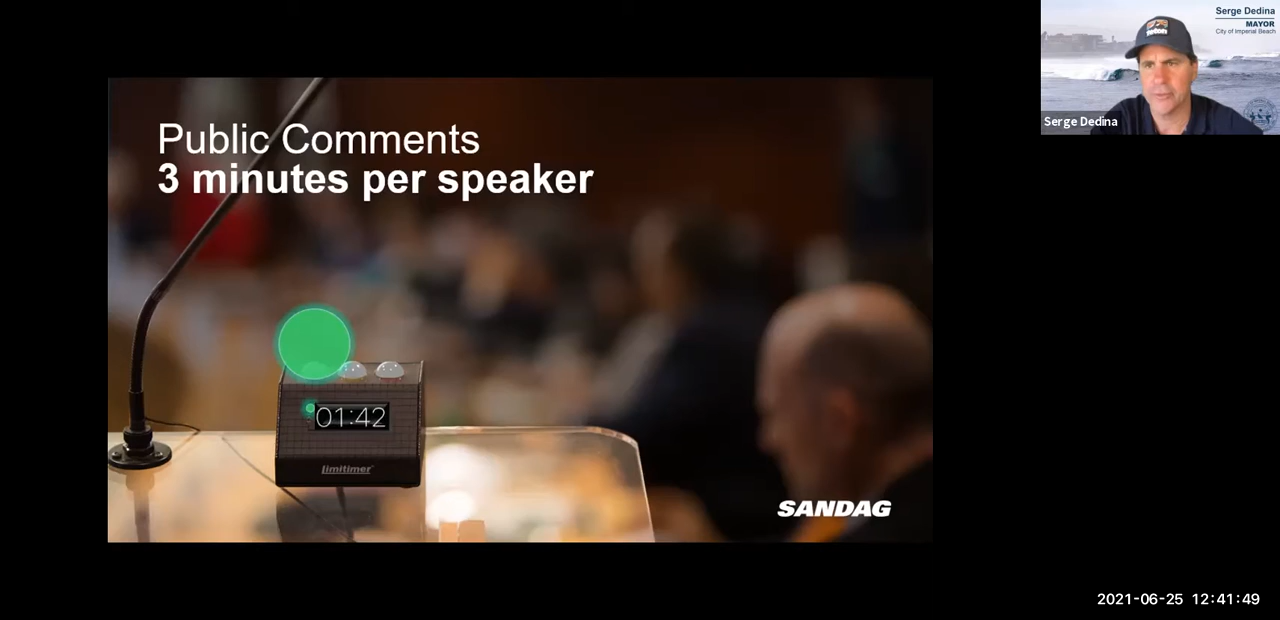 Public Comments
3 minutes per speaker
01:42
Limitimer
SANDAG
Serge Dedina
MAYOR
City of Imperial Beach
teton
Serge Dedina
2021-06-25 12:41:49